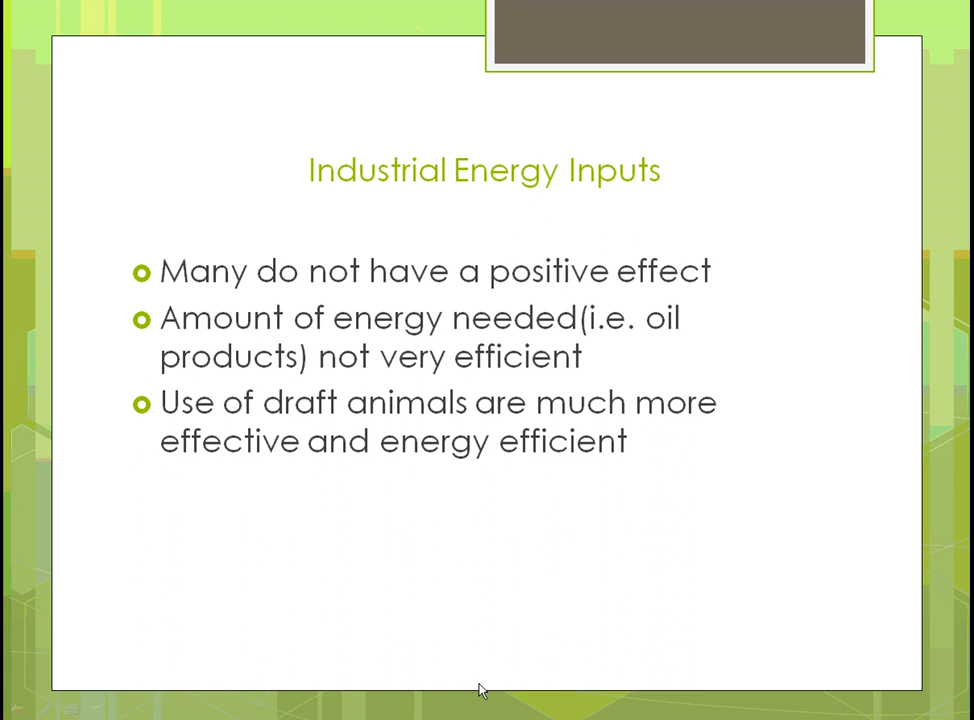 Industrial Energy Inputs
Many do not have a positive effect
Amount of energy needed(i.e. oil
products) not very efficient
Use of draft animals are much more
effective and energy efficient